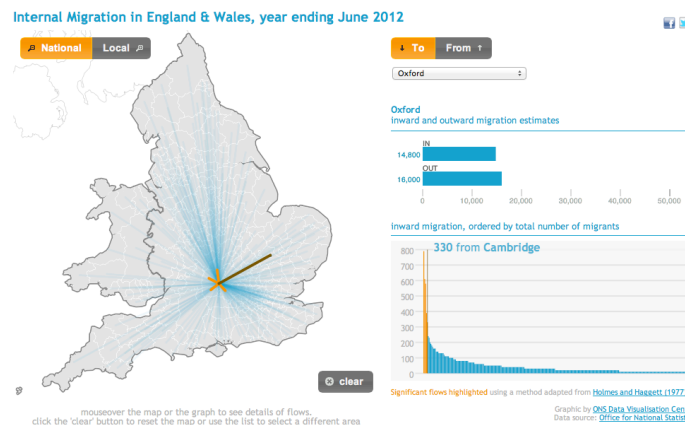 Internal Migration in England & Wales, year ending June 2012
National Local
To From
Oxford
Oxford
inward and outward migration estimates
IN
14,800
OUT
16,000
0 10,000 20,000 30,000 40,000 50,000
inward migration, ordered by total number of migrants
330 from Cambridge
800
700
600
500
400
300
200
100
0
clear
Significant flows highlighted using a method adapted from Holmes and Haggett (1977
mouseover the map or the graph to see details of flows.
click the 'clear' button to reset the map or use the list to select a different area
Graphic by ONS Data Visualisation Cen
Data source: Office for National Statist